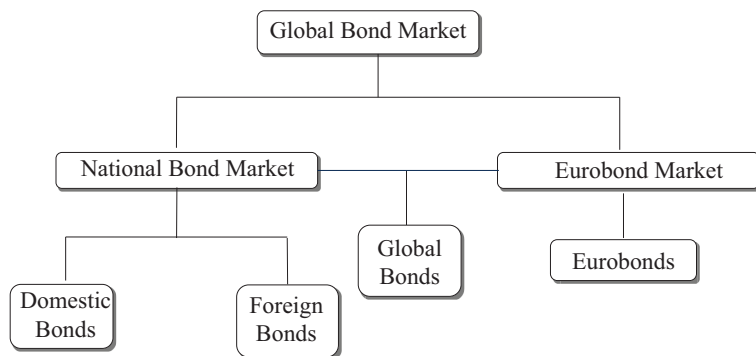 Global Bond Market
National Bond Market
Eurobond Market
Global
Bonds
Eurobonds
Domestic
Bonds
Foreign
Bonds